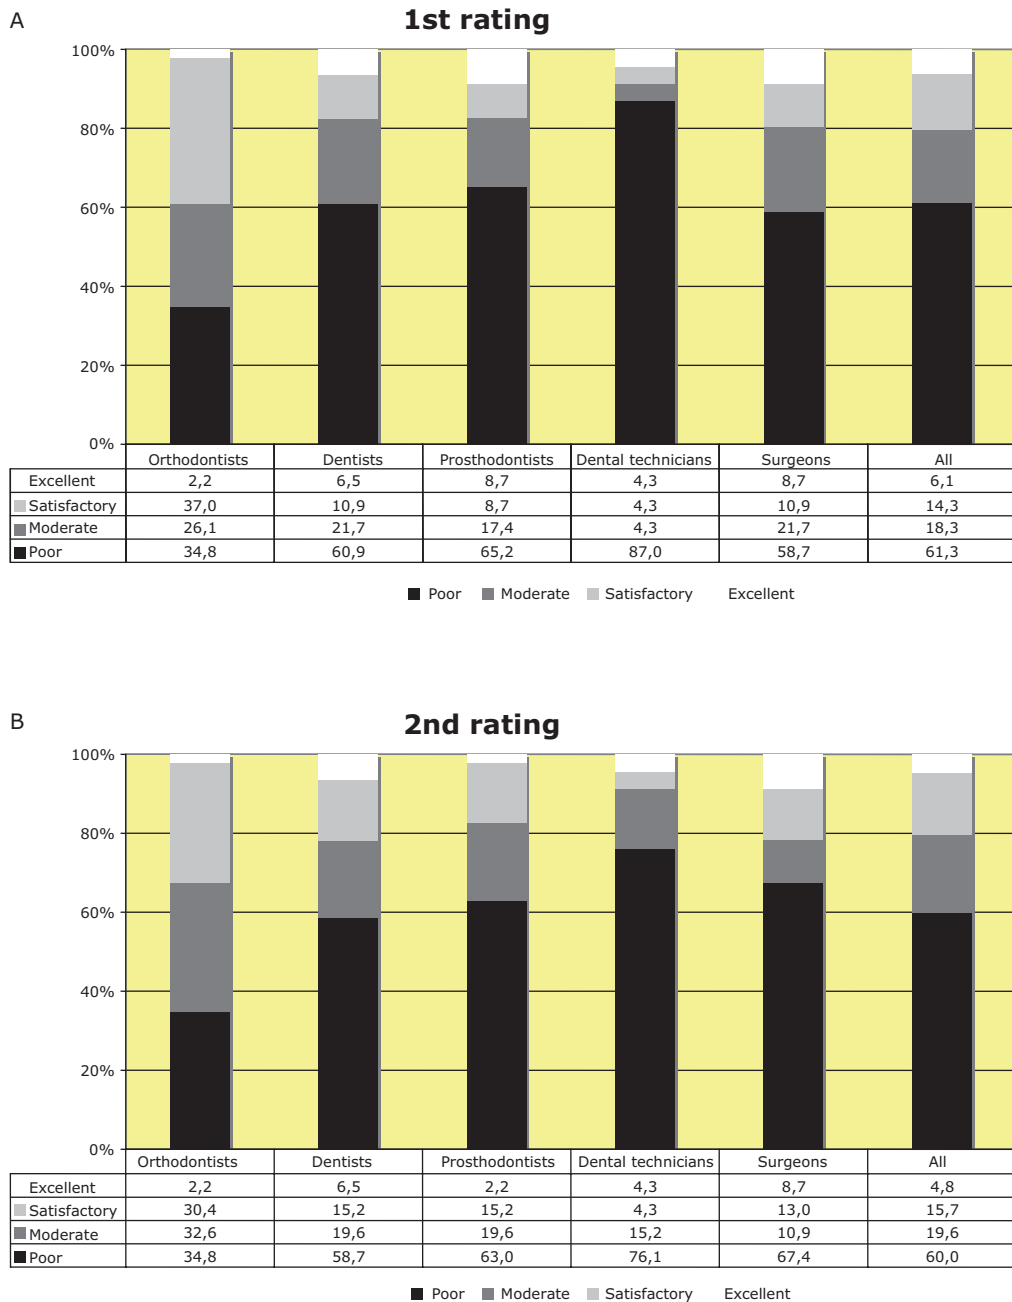 A
1st rating
100%
80%
60%
40%
20%
0%
Orthodontists Dentists Prosthodontists Dental technicians Surgeons All
Excellent 2,2 6,5 8,7 4,3 8,7 6,1
Satisfactory 37,0 10,9 8,7 4,3 10,9 14,3
Moderate 26,1 21,7 17,4 4,3 21,7 18,3
Poor 34,8 60,9 65,2 87,0 58,7 61,3
Poor Moderate Satisfactory Excellent
B
2nd rating
100%
80%
60%
40%
20%
0%
Orthodontists Dentists Prosthodontists Dental technicians Surgeons All
Excellent 2,2 6,5 2,2 4,3 8,7 4,8
Satisfactory 30,4 15,2 15,2 4,3 13,0 15,7
Moderate 32,6 19,6 19,6 15,2 10,9 19,6
Poor 34,8 58,7 63,0 76,1 67,4 60,0
Poor Moderate Satisfactory Excellent